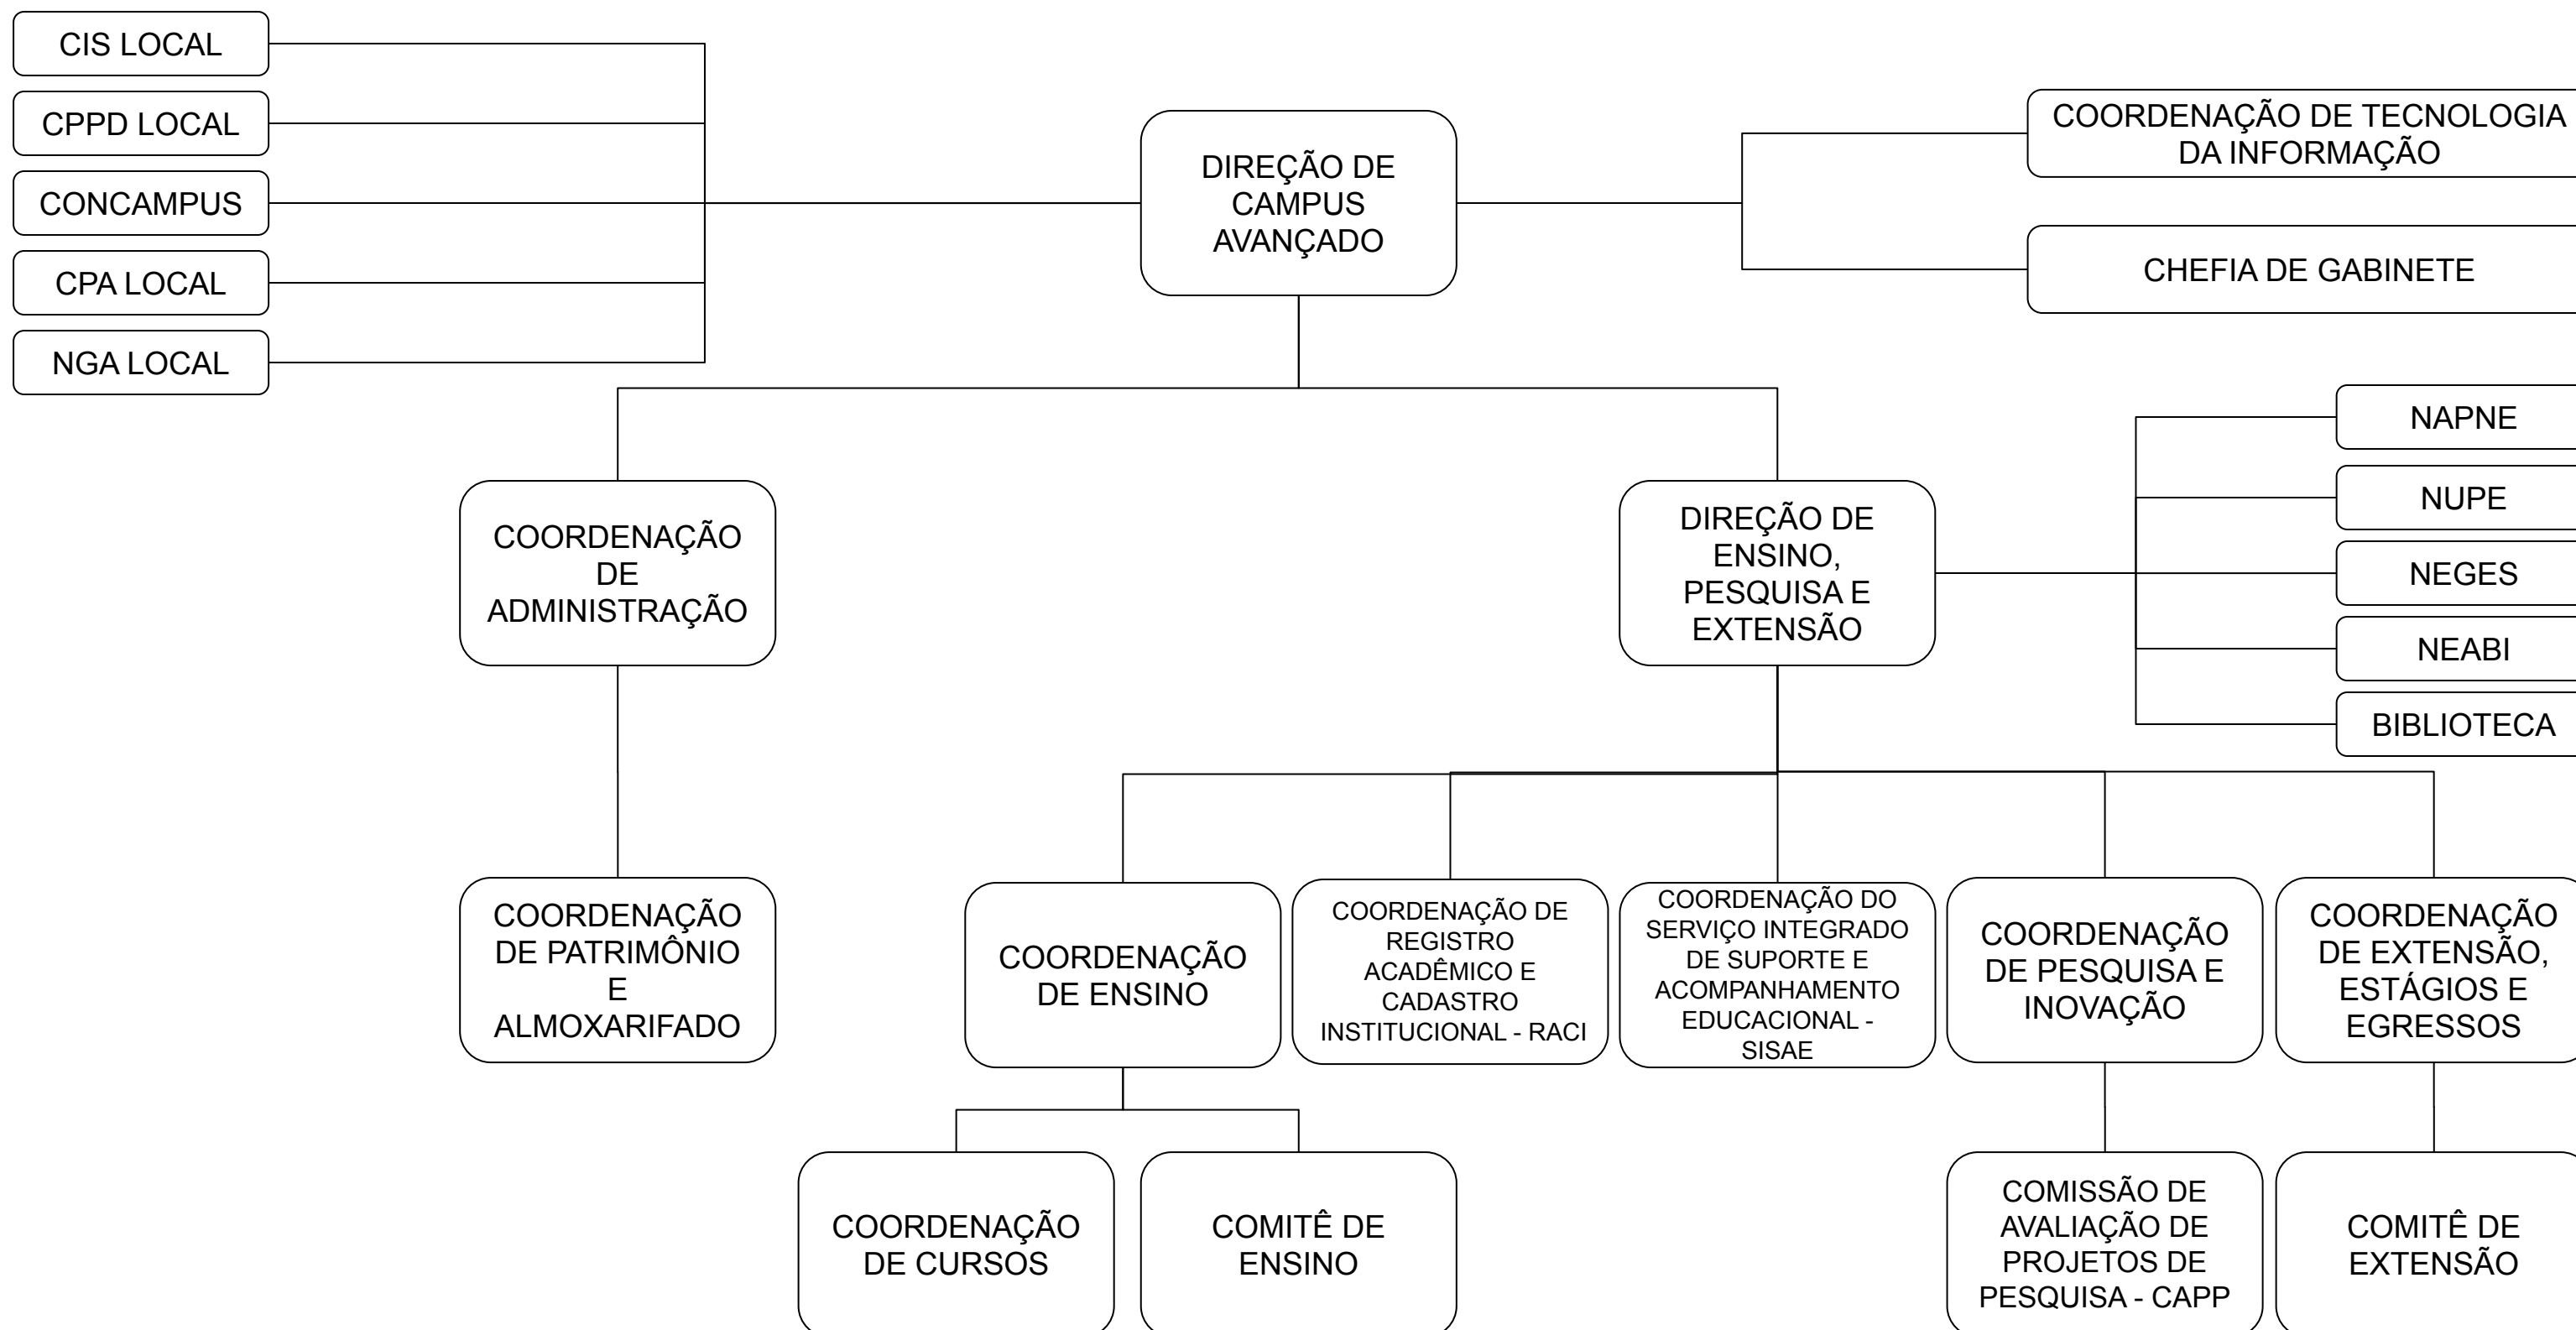 CIS LOCAL
CPPD LOCAL
CONCAMPUS
CPA LOCAL
NGA LOCAL
DIREÇÃO DE
CAMPUS
AVANÇADO
COORDENAÇÃO DE TECNOLOGIA
DA INFORMAÇÃO
CHEFIA DE GABINETE
COORDENAÇÃO
DE
ADMINISTRAÇÃO
DIREÇÃO DE
ENSINO,
PESQUISA E
EXTENSÃO
NAPNE
NUPE
NEGES
NEABI
BIBLIOTECA
COORDENAÇÃO
DE PATRIMÔNIO
E
ALMOXARIFADO
COORDENAÇÃO
DE ENSINO
COORDENAÇÃO DE
REGISTRO
ACADÊMICO E
CADASTRO
INSTITUCIONAL - RACI
COORDENAÇÃO DO
SERVIÇO INTEGRADO
DE SUPORTE E
ACOMPANHAMENTO
EDUCACIONAL -
SISAE
COORDENAÇÃO
DE PESQUISA E
INOVAÇÃO
COORDENAÇÃO
DE EXTENSÃO,
ESTÁGIOS E
EGRESSOS
COORDENAÇÃO
DE CURSOS
COMITÊ DE
ENSINO
COMISSÃO DE
AVALIAÇÃO DE
PROJETOS DE
PESQUISA - CAPP
COMITÊ DE
EXTENSÃO